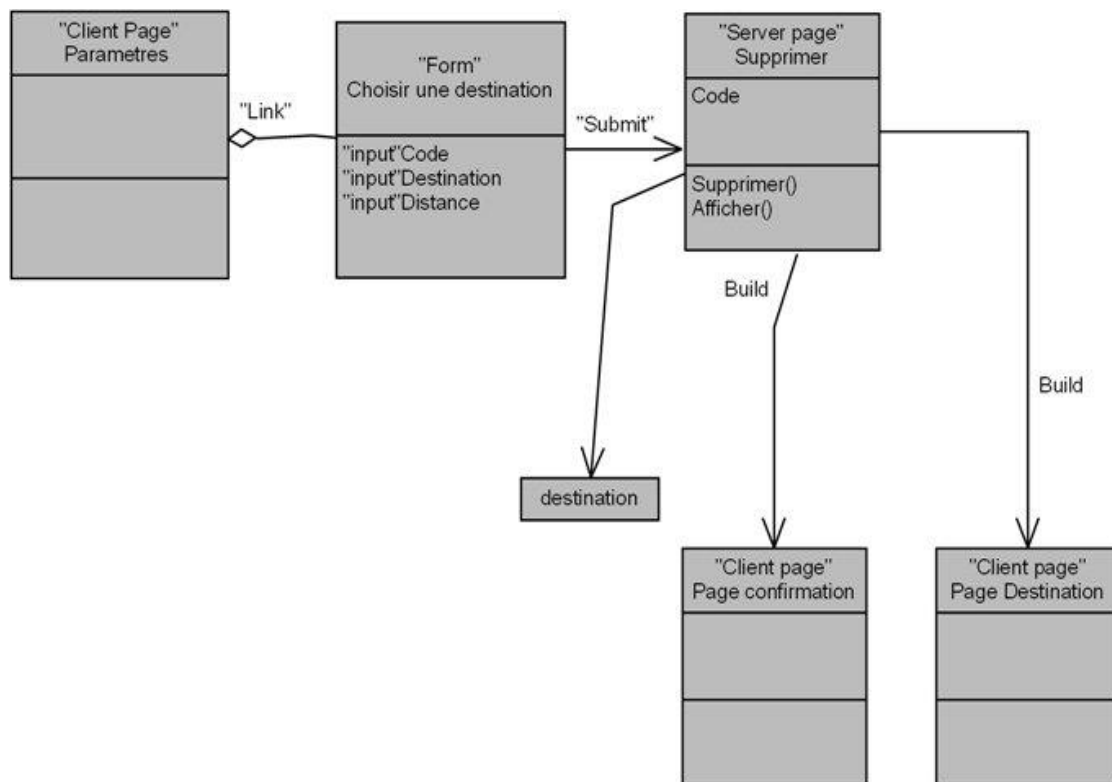 "Client Page"
Parametres
"Link"
"Form"
Choisir une destination
"input"Code
"input"Destination
"input"Distance
"Submit"
"Server page"
Supprimer
Code
Supprimer()
Afficher()
Build
Build
destination
"Client page"
Page confirmation
"Client page"
Page Destination